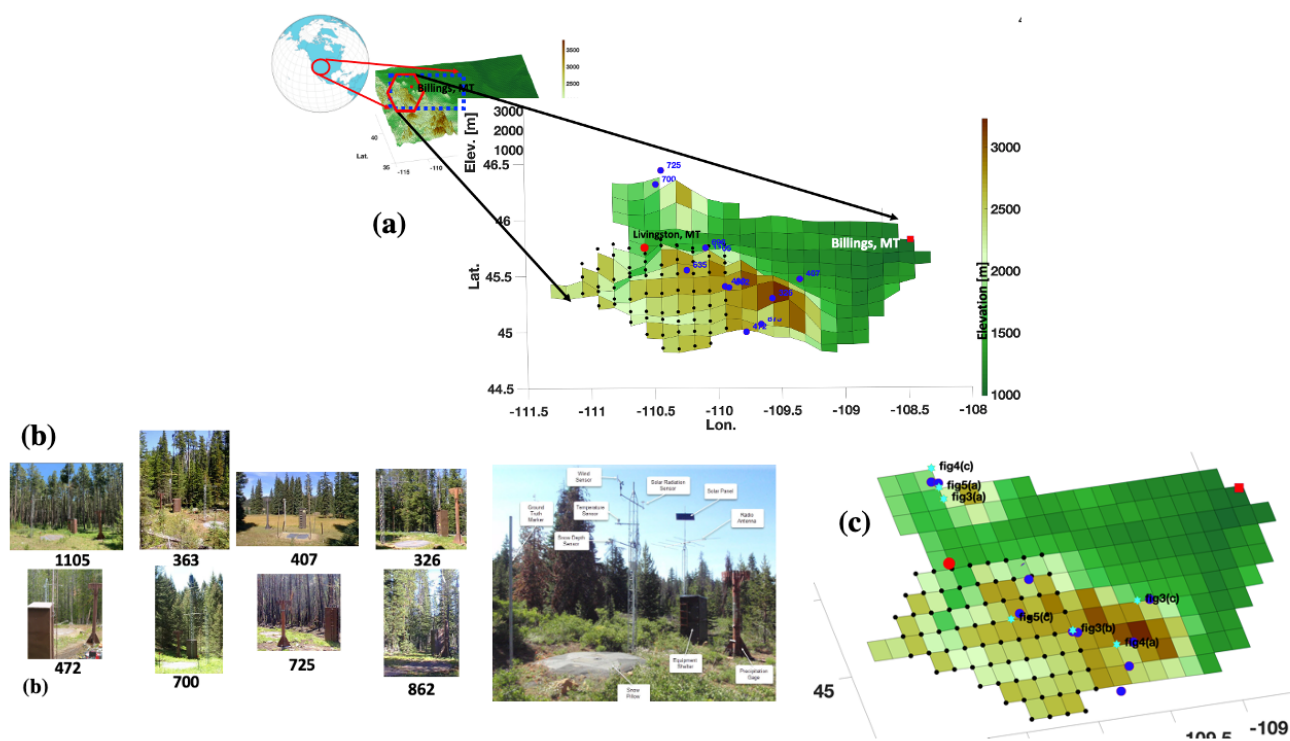 4
3500
3000
2500
Billings, MT
Lat.
40
35
-115
-110
Elev. [m]
3000
2000
1000
(a)
46.5
46
45.5
45
44.5
Lat.
725
700
Livingston, MT
635
407
472
Billings, MT
-111.5
-111
-110.5
-110
-109.5
-109
-108.5
-108
Lon.
Elevation [m]
3000
2500
2000
1500
1000
(b)
1105
363
407
326
472
700
725
862
(b)
Wind Sensor
Solar Radiation Sensor
Solar Panel
Ground Truth Marker
Temperature Sensor
Radio Antenna
Snow Depth Sensor
Equipment Shelter
Precipitation Gage
Snow Pillow
(c)
fig4(c)
fig5(a)
fig3(a)
fig3(c)
fig5(c)
fig3(b)
fig4(a)
45
109.5
-109